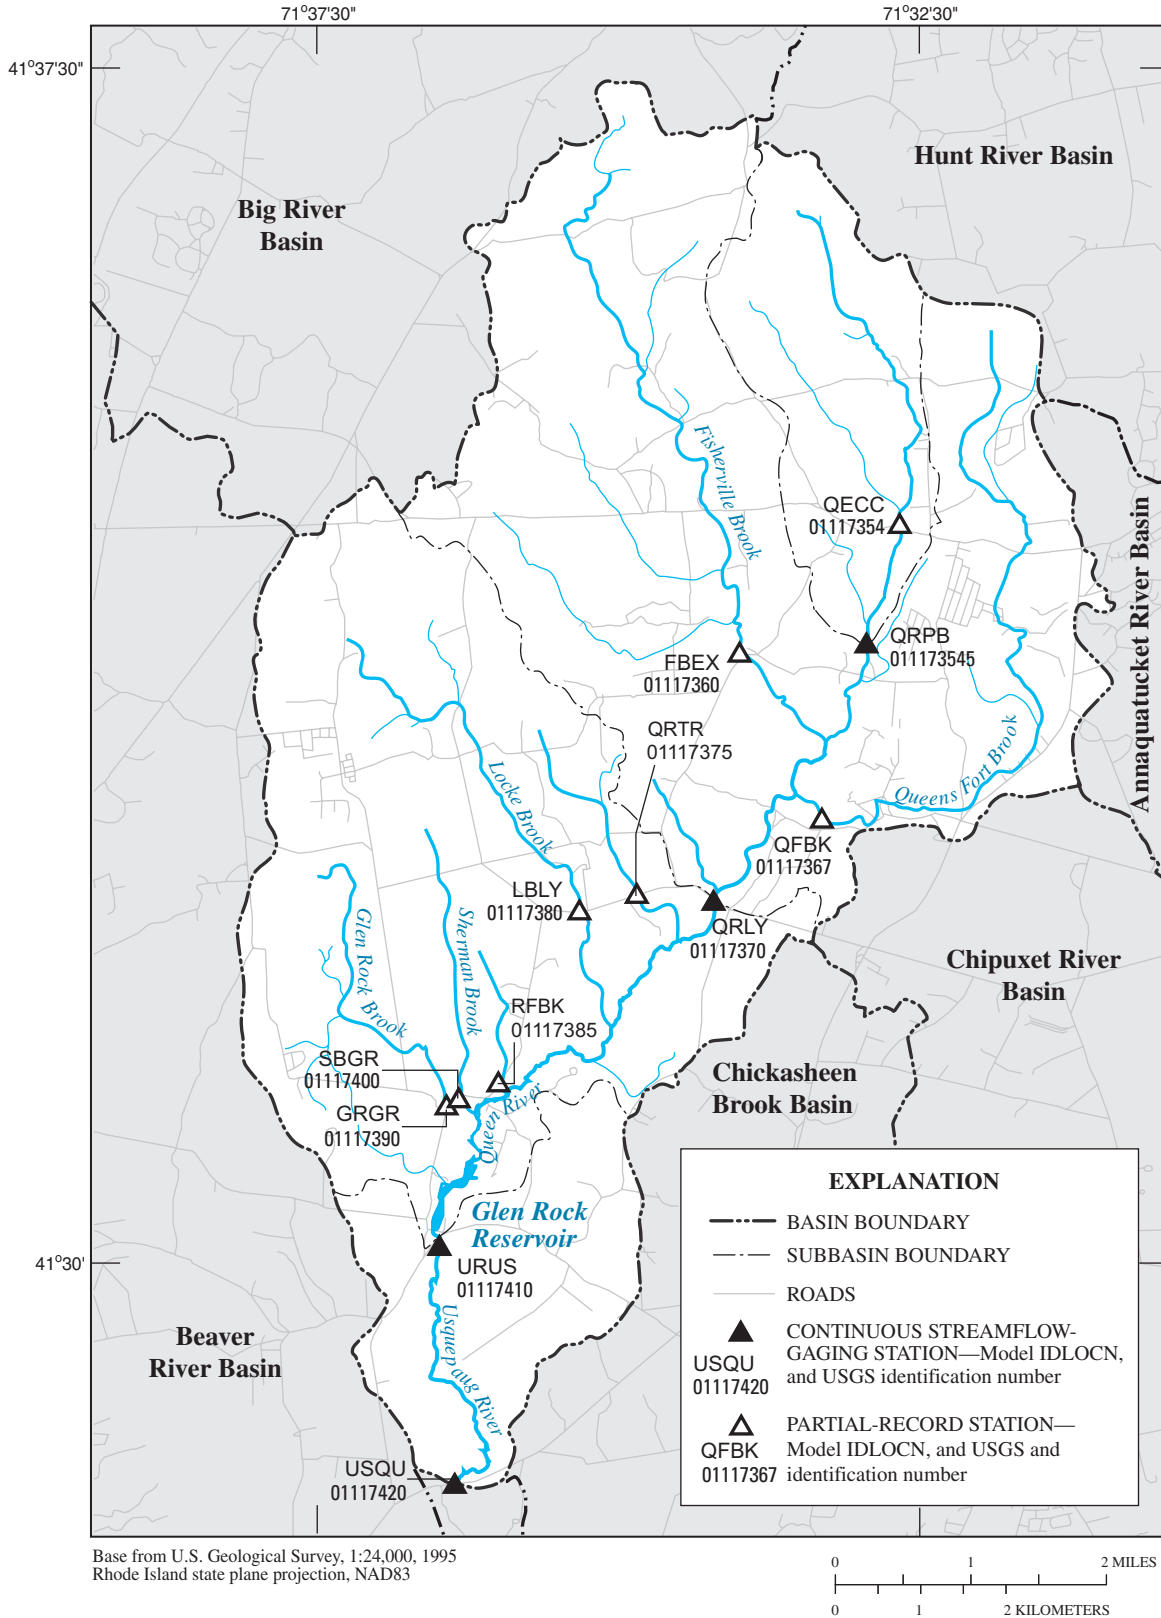 71°37'30"
71°32'30"
41°37'30"
Hunt River Basin
Big River
Basin
Fisherville Brook
QECC
01117354
Annaquatucket River Basin
QRPB
011173545
FBEX
01117360
QRTR
01117375
Queens Fort Brook
Locke Brook
QFBK
01117367
LBLY
01117380
Glen Rock Brook
Sherman Brook
QRLY
01117370
Chipuxet River
Basin
RFBK
01117385
SBGR
01117400
Chickasheen
Brook Basin
GRGR
01117390
Queen River
Glen Rock
Reservoir
41°30'
URUS
01117410
Beaver
River Basin
Usquepaug River
USQU
01117420
EXPLANATION
BASIN BOUNDARY
SUBBASIN BOUNDARY
ROADS
CONTINUOUS STREAMFLOW-
GAGING STATION—Model IDLOCN,
and USGS identification number
USQU
01117420
PARTIAL-RECORD STATION—
Model IDLOCN, and USGS and
identification number
QFBK
01117367
Base from U.S. Geological Survey, 1:24,000, 1995
Rhode Island state plane projection, NAD83
0 1 2 MILES
0 1 2 KILOMETERS